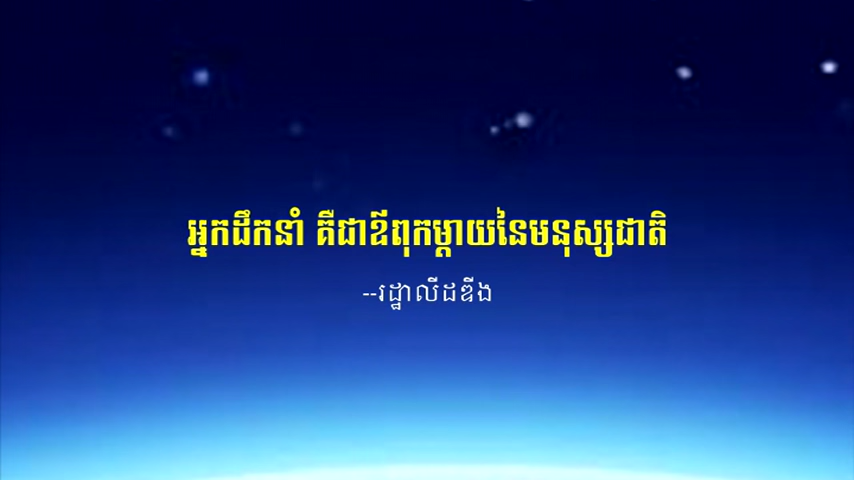 អ្នកដឹកនាំ គឺជាឪពុកម្ដាយនៃមនុស្សជាតិ
--រដ្ឋាលីដឌីង